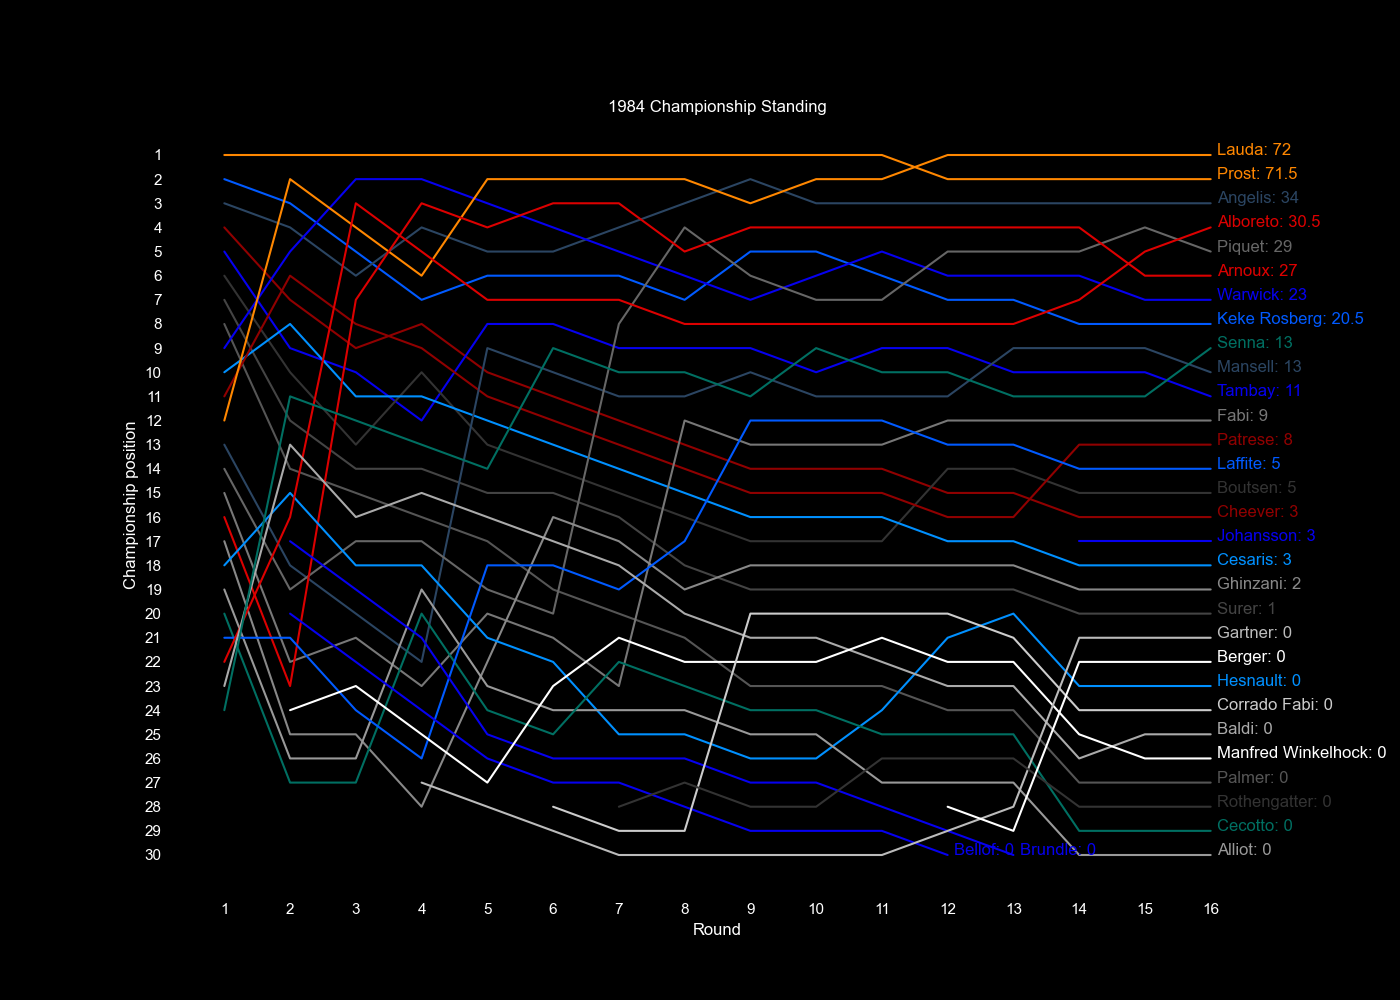 1984 Championship Standing
Championship position
1
2
3
4
5
6
7
8
9
10
11
12
13
14
15
16
17
18
19
20
21
22
23
24
25
26
27
28
29
30
Lauda: 72
Prost: 71.5
Angelis: 34
Alboreto: 30.5
Piquet: 29
Arnoux: 27
Warwick: 23
Keke Rosberg: 20.5
Senna: 13
Mansell: 13
Tambay: 11
Fabi: 9
Patrese: 8
Laffite: 5
Boutsen: 5
Cheever: 3
Johansson: 3
Cesaris: 3
Ghinzani: 2
Surer: 1
Gartner: 0
Berger: 0
Hesnault: 0
Corrado Fabi: 0
Baldi: 0
Manfred Winkelhock: 0
Palmer: 0
Rothengatter: 0
Cecotto: 0
Bellof: 0 Brundle: 0 Alliot: 0
1 2 3 4 5 6 7 8 9 10 11 12 13 14 15 16
Round